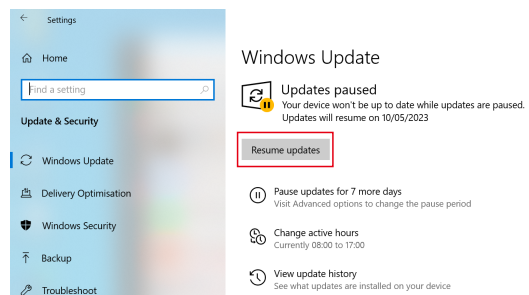 Settings
Home
Find a setting
Update & Security
Windows Update
Delivery Optimisation
Windows Security
Backup
Troubleshoot
Windows Update
Updates paused
Your device won't be up to date while updates are paused.
Updates will resume on 10/05/2023
Resume updates
Pause updates for 7 more days
Visit Advanced options to change the pause period
Change active hours
Currently 08:00 to 17:00
View update history
See what updates are installed on your device